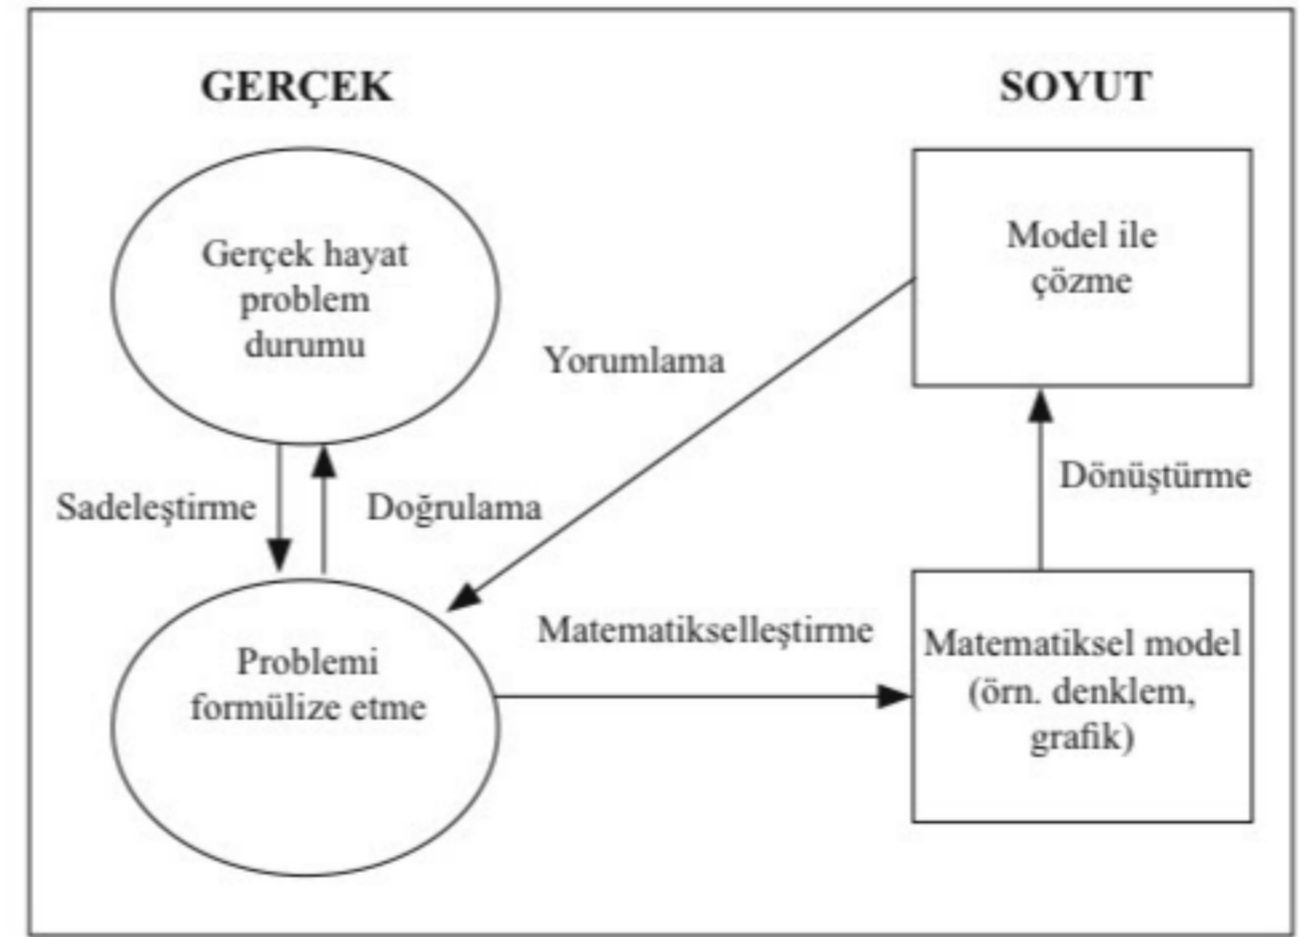 GERÇEK
SOYUT
Gerçek hayat
problem
durumu
Model ile
çözme
Yorumlama
Sadeleştirme
Doğrulama
Dönüştürme
Problemi
formülize etme
Matematikselleştirme
Matematiksel model
(örn. denklem,
grafik)